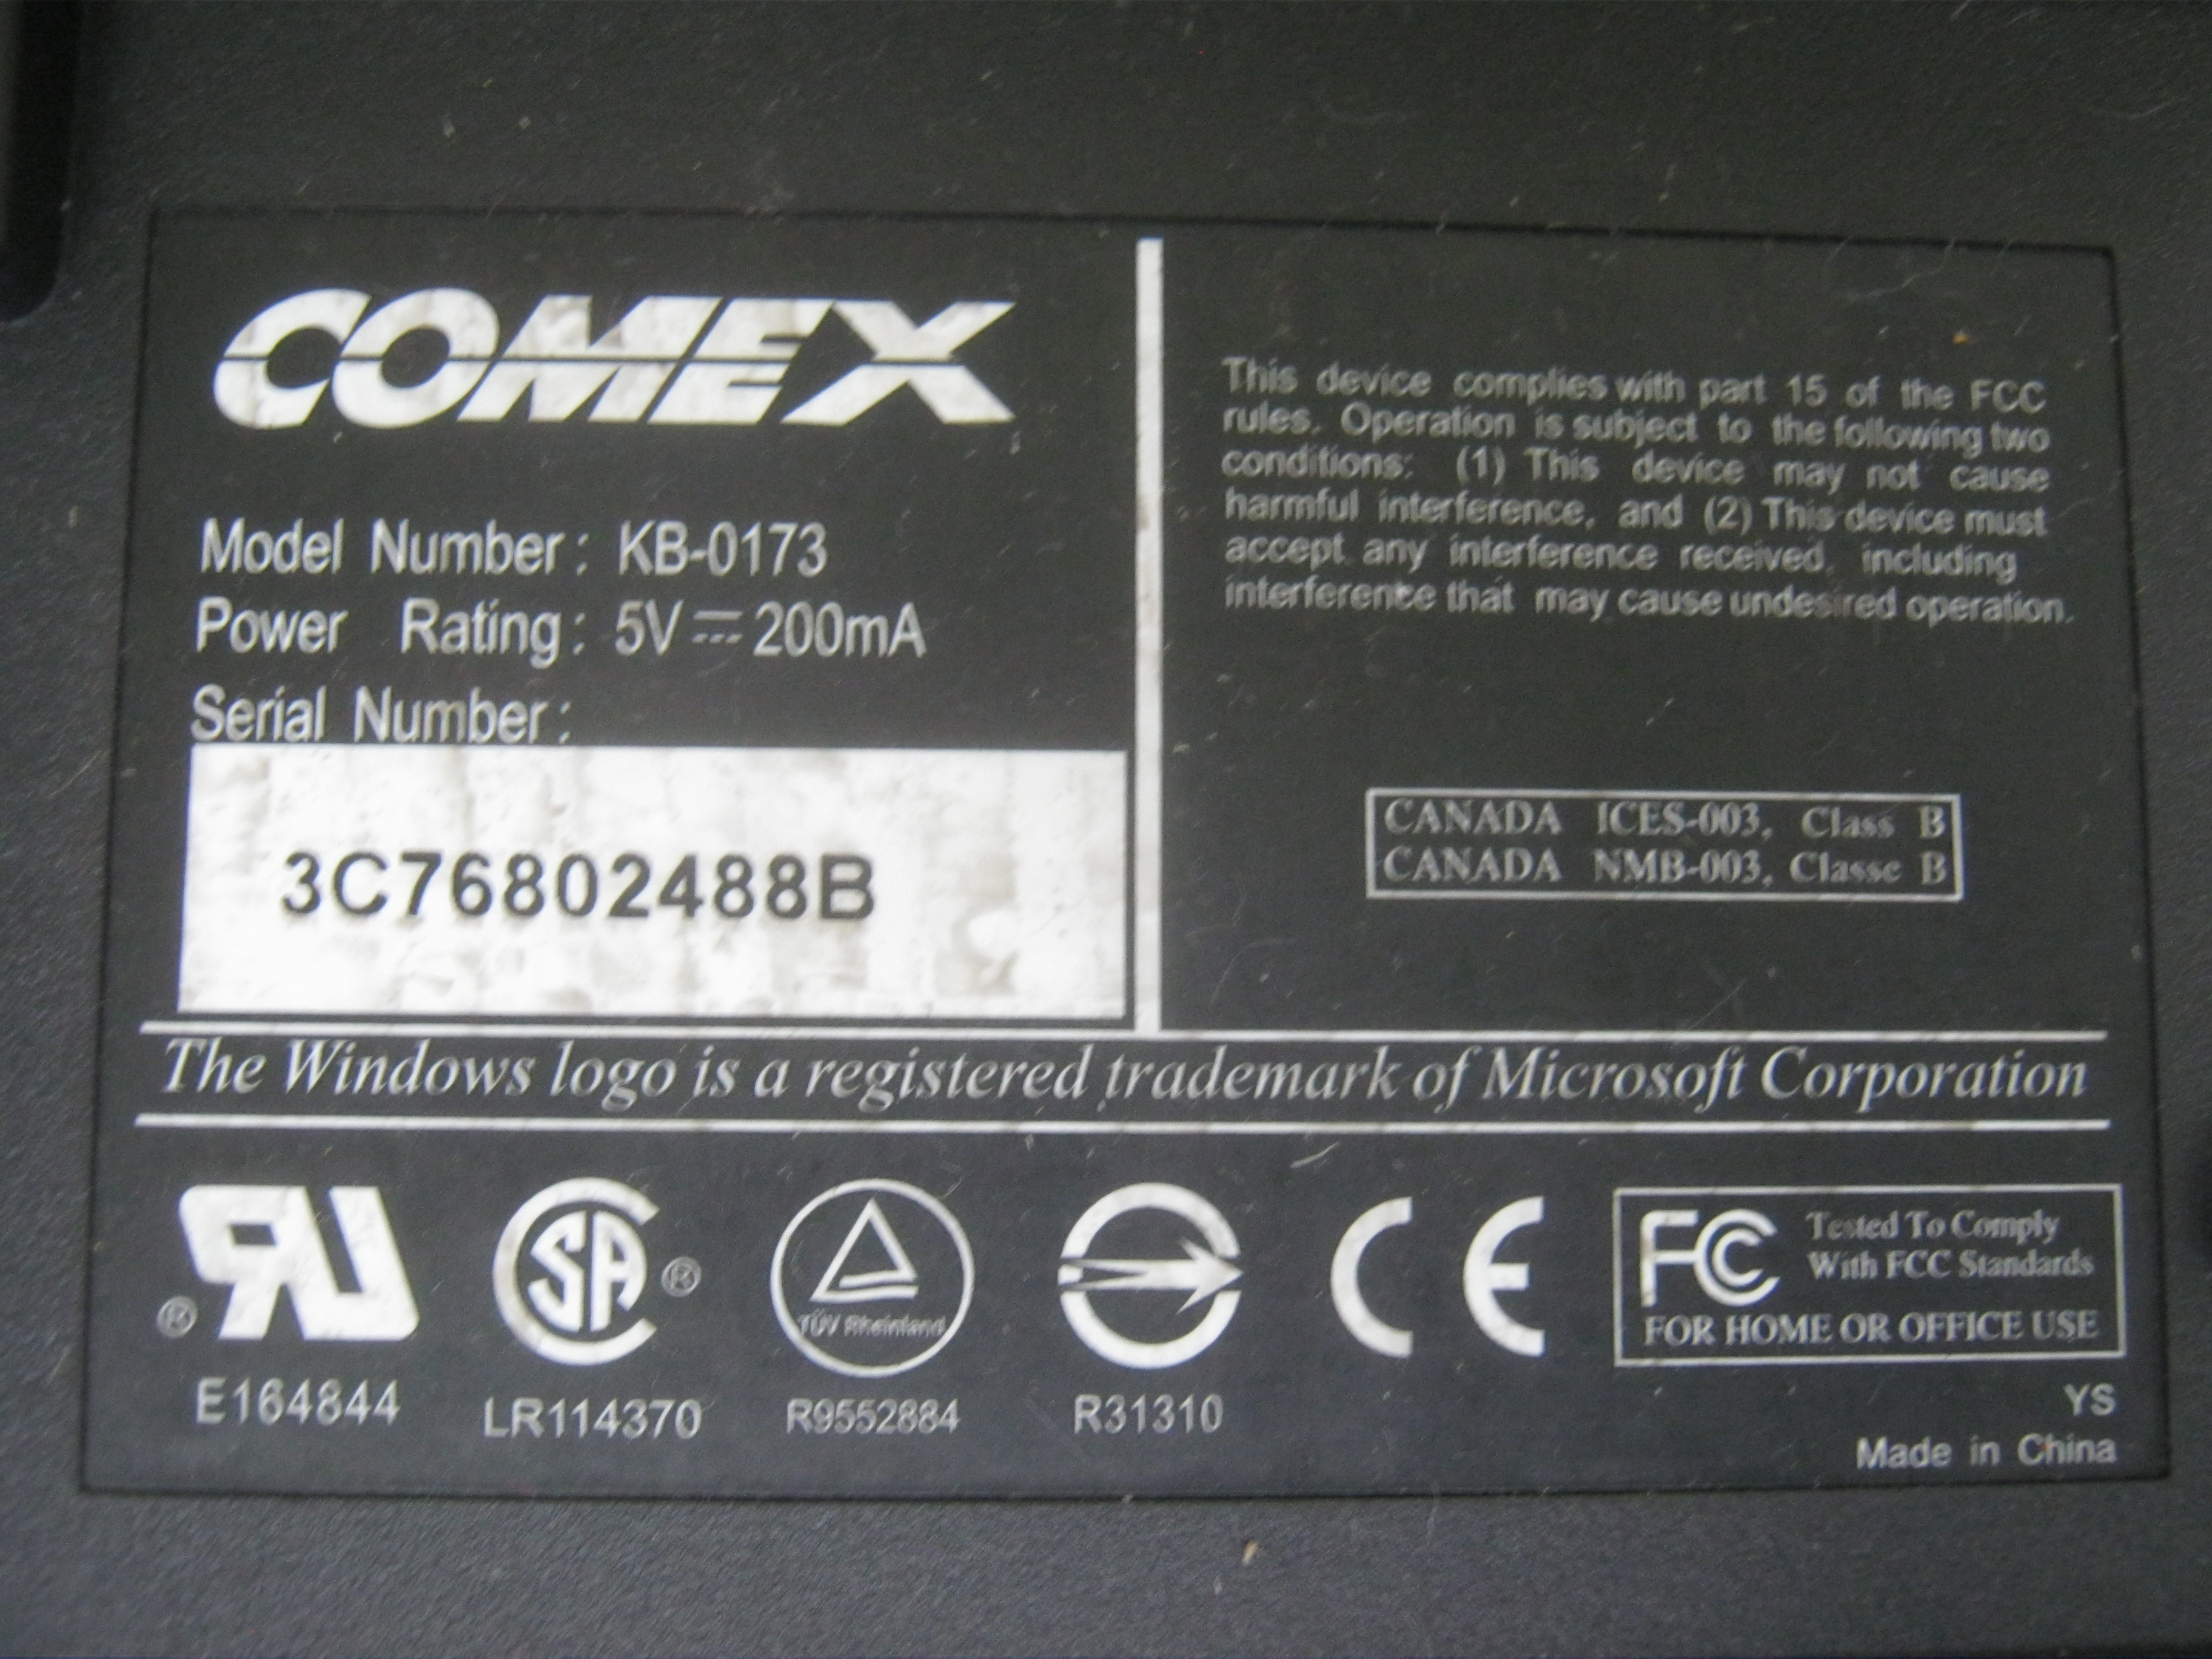 COMEX
Model Number: KB-0173
Power Rating: 5V⎓200mA
Serial Number:
3C76802488B
This device complies with part 15 of the FCC
rules. Operation is subject to the following two
conditions: (1) This device may not cause
harmful interference, and (2) This device must
accept any interference received, including
interference that may cause undesired operation.
CANADA ICES-003, Class B
CANADA NMB-003, Classe B
The Windows logo is a registered trademark of Microsoft Corporation
®
E164844
SA ®
LR114370
TÜV Rheinland
R9552884
R31310
CE
FC Tested To Comply
With FCC Standards
FOR HOME OR OFFICE USE
YS
Made in China